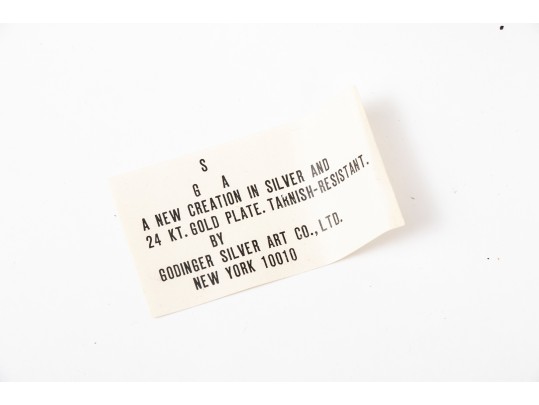 S
G A
A NEW CREATION IN SILVER AND
24 KT. GOLD PLATE. TARNISH-RESISTANT.
BY
GODINGER SILVER ART CO., LTD.
NEW YORK 10010